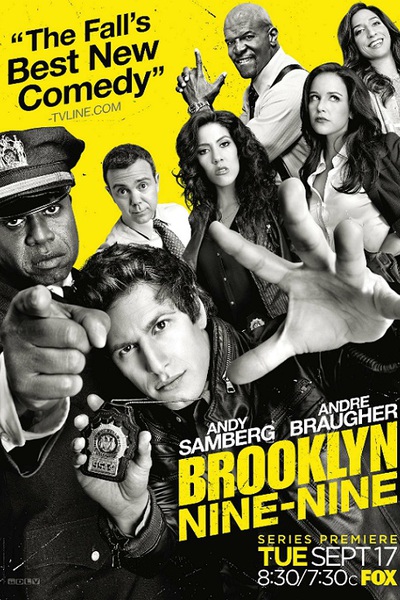 “The Fall's
Best New
Comedy”
-TVLINE.COM
ANDY
SAMBERG
ANDRE
BRAUGHER
BROOKLYN
NINE-NINE
SERIES PREMIERE
TUE SEPT 17
8:30/7:30c FOX